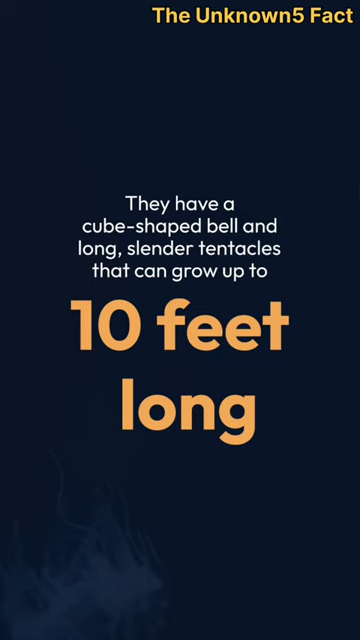 The Unknown5 Fact
They have a
cube-shaped bell and
long, slender tentacles
that can grow up to
10 feet
long